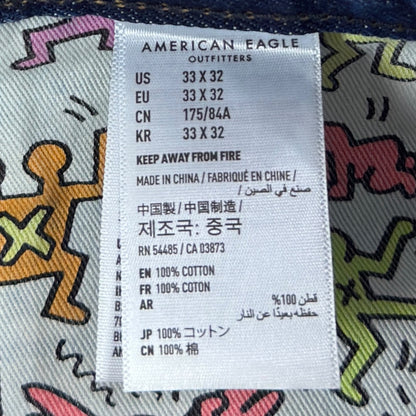 AMERICAN EAGLE
OUTFITTERS
US 33 X 32
EU 33 X 32
CN 175/84A
KR 33 X 32
KEEP AWAY FROM FIRE
MADE IN CHINA / FABRIQUÉ EN CHINE /
صنع في الصين /
中国製 / 中国制造 /
제조국: 중국
RN 54485 / CA 03873
EN 100% COTTON
FR 100% COTON
AR قطن 100%
حفظه بعيدًا عن النار
JP 100% コットン
CN 100% 棉